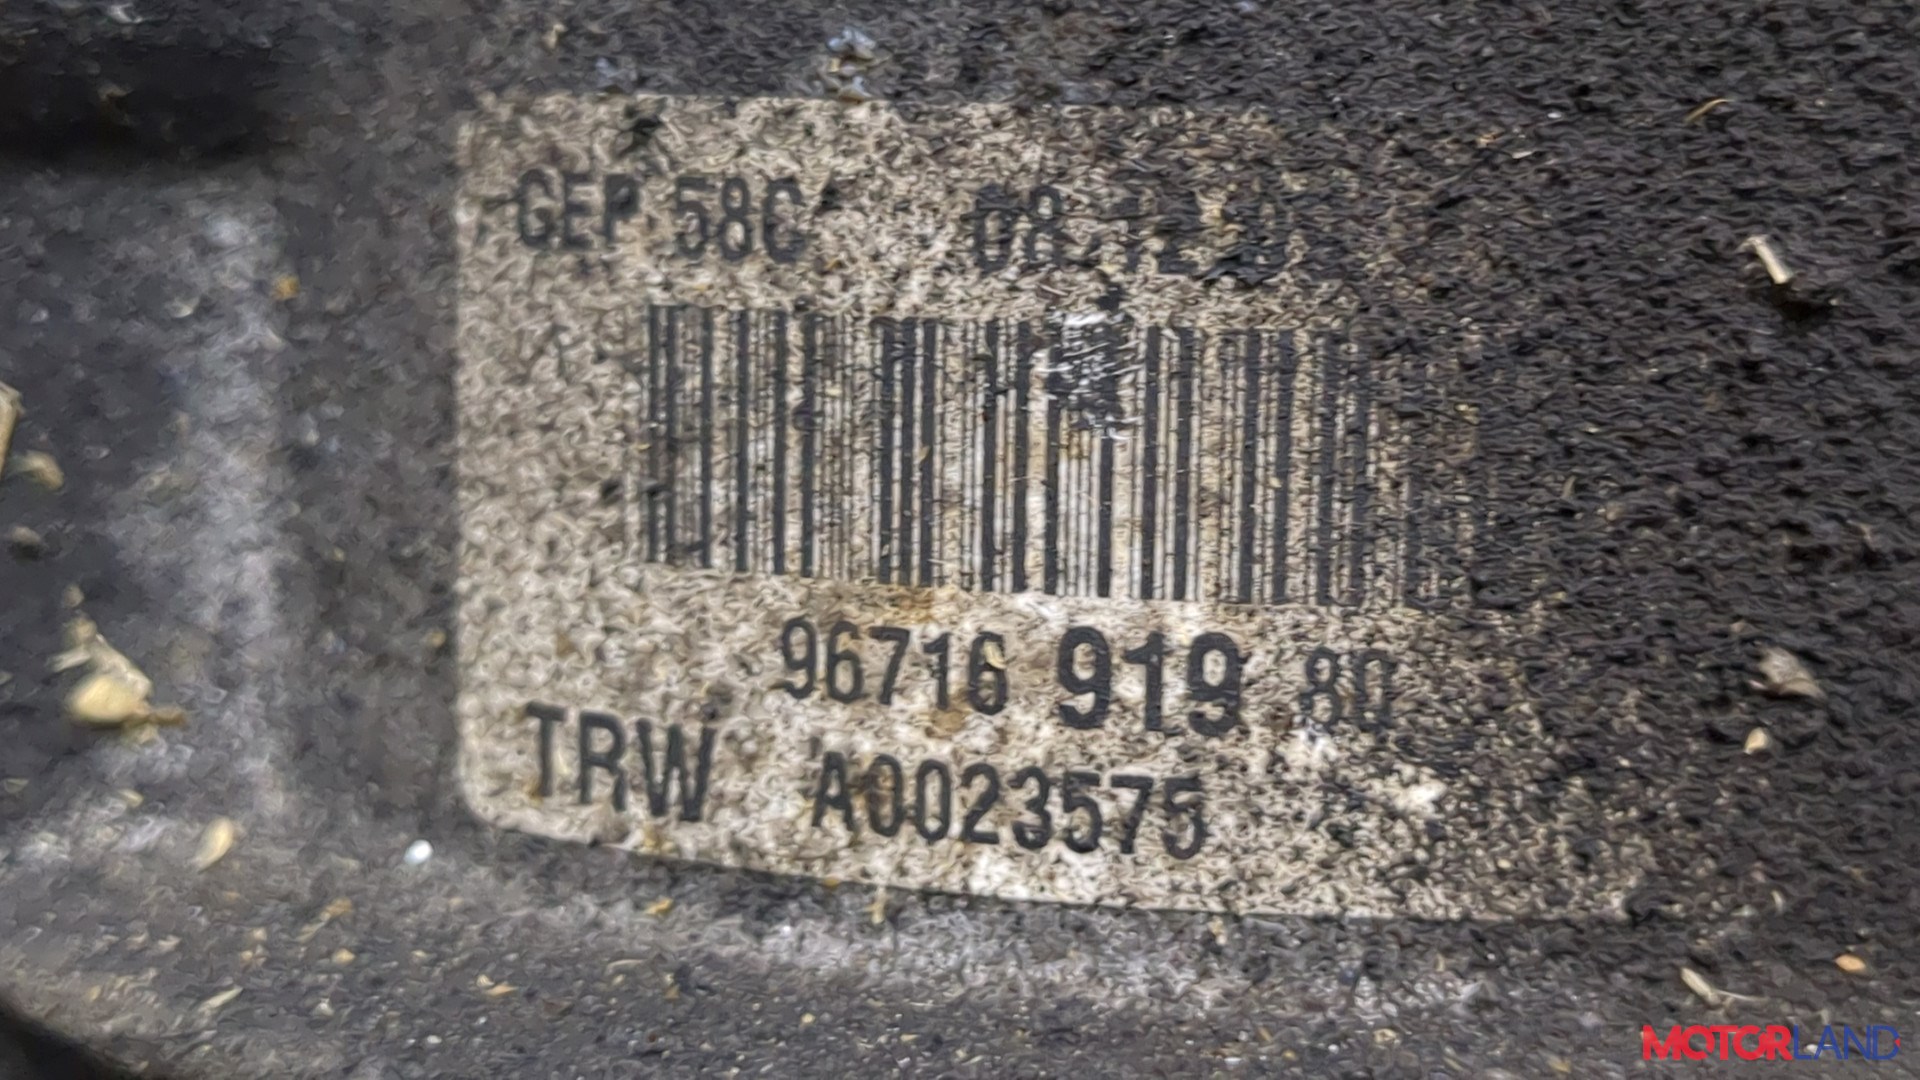 GEP 58C
96716 919 80
TRW A0023575
MOTORLAND